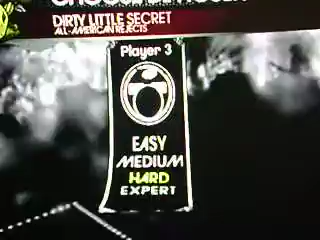 DIRTY LITTLE SECRET
ALL-AMERICAN REJECTS
Player 3
EASY
MEDIUM
HARD
EXPERT